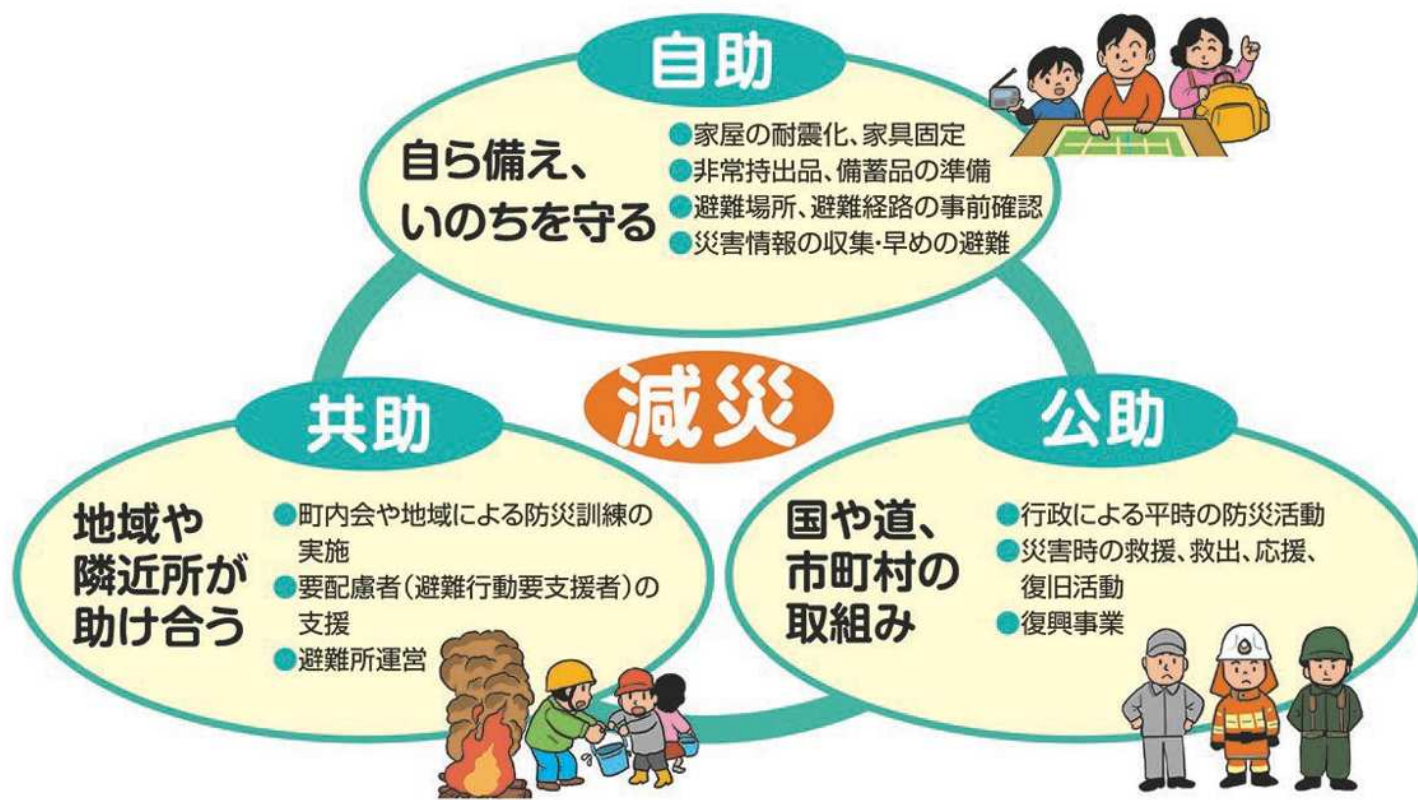 自助
自ら備え、
いのちを守る
●家屋の耐震化、家具固定
●非常持出品、備蓄品の準備
●避難場所、避難経路の事前確認
●災害情報の収集・早めの避難
減災
共助
地域や
隣近所が
助け合う
●町内会や地域による防災訓練の
実施
●要配慮者(避難行動要支援者)の
支援
●避難所運営
公助
国や道、
市町村の
取組み
●行政による平時の防災活動
●災害時の救援、救出、応援、
復旧活動
●復興事業